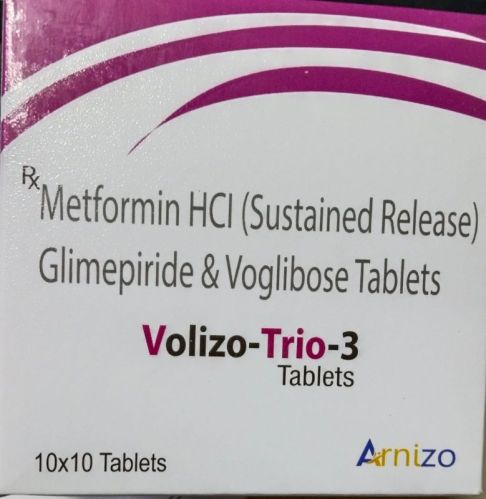 Rx
Metformin HCl (Sustained Release)
Glimepiride & Voglibose Tablets
Volizo-Trio-3
Tablets
10x10 Tablets
Arnizo